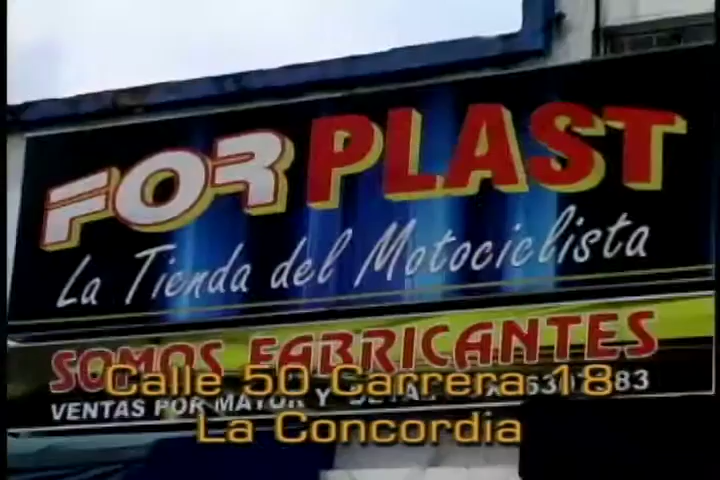 FOR PLAST
La Tienda del Motociclista
SOMOS FABRICANTES
VENTAS POR MAYOR Y
Calle 50 Carrera 18
La Concordia